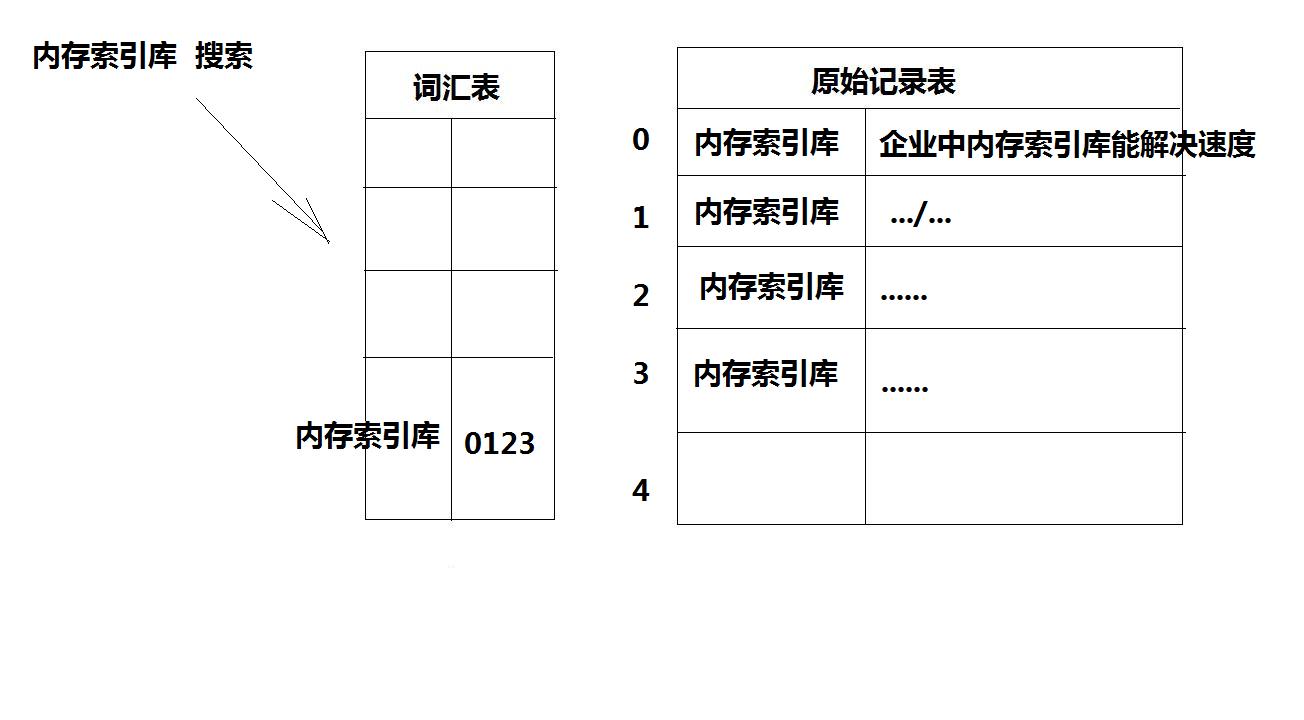 内存索引库 搜索
词汇表
内存索引库 0123
原始记录表
0 内存索引库 企业中内存索引库能解决速度
1 内存索引库 .../...
2 内存索引库 ......
3 内存索引库 ......
4